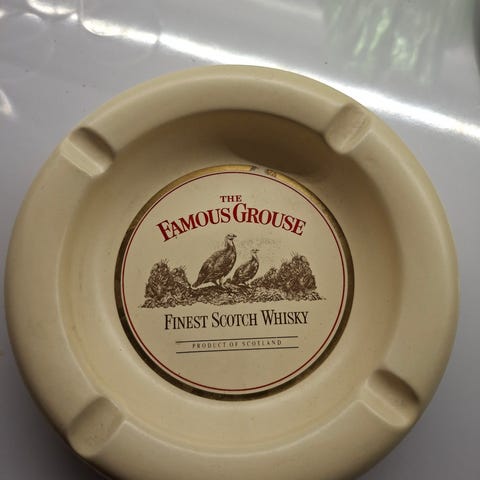 THE
FAMOUS GROUSE
FINEST SCOTCH WHISKY
PRODUCT OF SCOTLAND